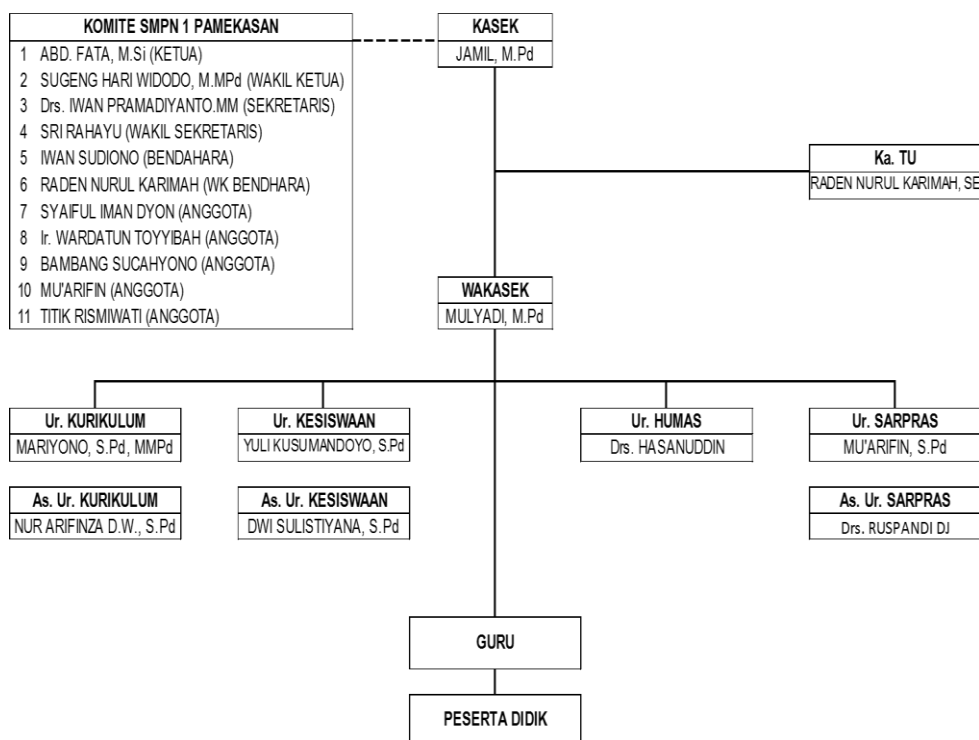 KOMITE SMPN 1 PAMEKASAN
1 ABD. FATA, M.Si (KETUA)
2 SUGENG HARI WIDODO, M.MPd (WAKIL KETUA)
3 Drs. IWAN PRAMADIYANTO.MM (SEKRETARIS)
4 SRI RAHAYU (WAKIL SEKRETARIS)
5 IWAN SUDIONO (BENDAHARA)
6 RADEN NURUL KARIMAH (WK BENDHARA)
7 SYAIFUL IMAN DYON (ANGGOTA)
8 Ir. WARDATUN TOYYIBAH (ANGGOTA)
9 BAMBANG SUCAHYONO (ANGGOTA)
10 MU'ARIFIN (ANGGOTA)
11 TITIK RISMIWATI (ANGGOTA)
KASEK
JAMIL, M.Pd
Ka. TU
RADEN NURUL KARIMAH, SE
WAKASEK
MULYADI, M.Pd
Ur. KURIKULUM
MARIYONO, S.Pd, MMPd
Ur. KESISWAAN
YULI KUSUMANDOYO, S.Pd
Ur. HUMAS
Drs. HASANUDDIN
Ur. SARPRAS
MU'ARIFIN, S.Pd
As. Ur. KURIKULUM
NUR ARIFINZA D.W., S.Pd
As. Ur. KESISWAAN
DWI SULISTIYANA, S.Pd
As. Ur. SARPRAS
Drs. RUSPANDI DJ
GURU
PESERTA DIDIK